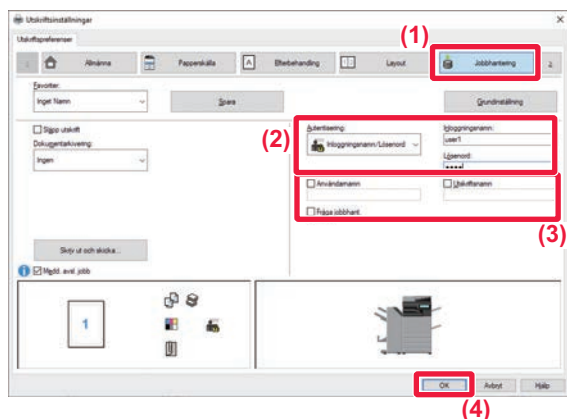 Utskriftsinställningar
Utskriftspreferenser
(1)
Allmänna
Papperskälla
Efterbehandling
Layout
Jobbhantering
Favoriter:
Inget Namn
Spara
Grundinställning
(2)
Släpp utskrift
Dokumentarkivering:
Ingen
Autentisering:
Inloggningsnamn/Lösenord
Inloggningsnamn:
user1
Lösenord:
••••
Användarnamn
Utskriftsnamn
Fråga jobbhant.
(3)
Skriv ut och skicka...
Medd. avsl. jobb
1
OK
Avbryt
Hjälp
(4)